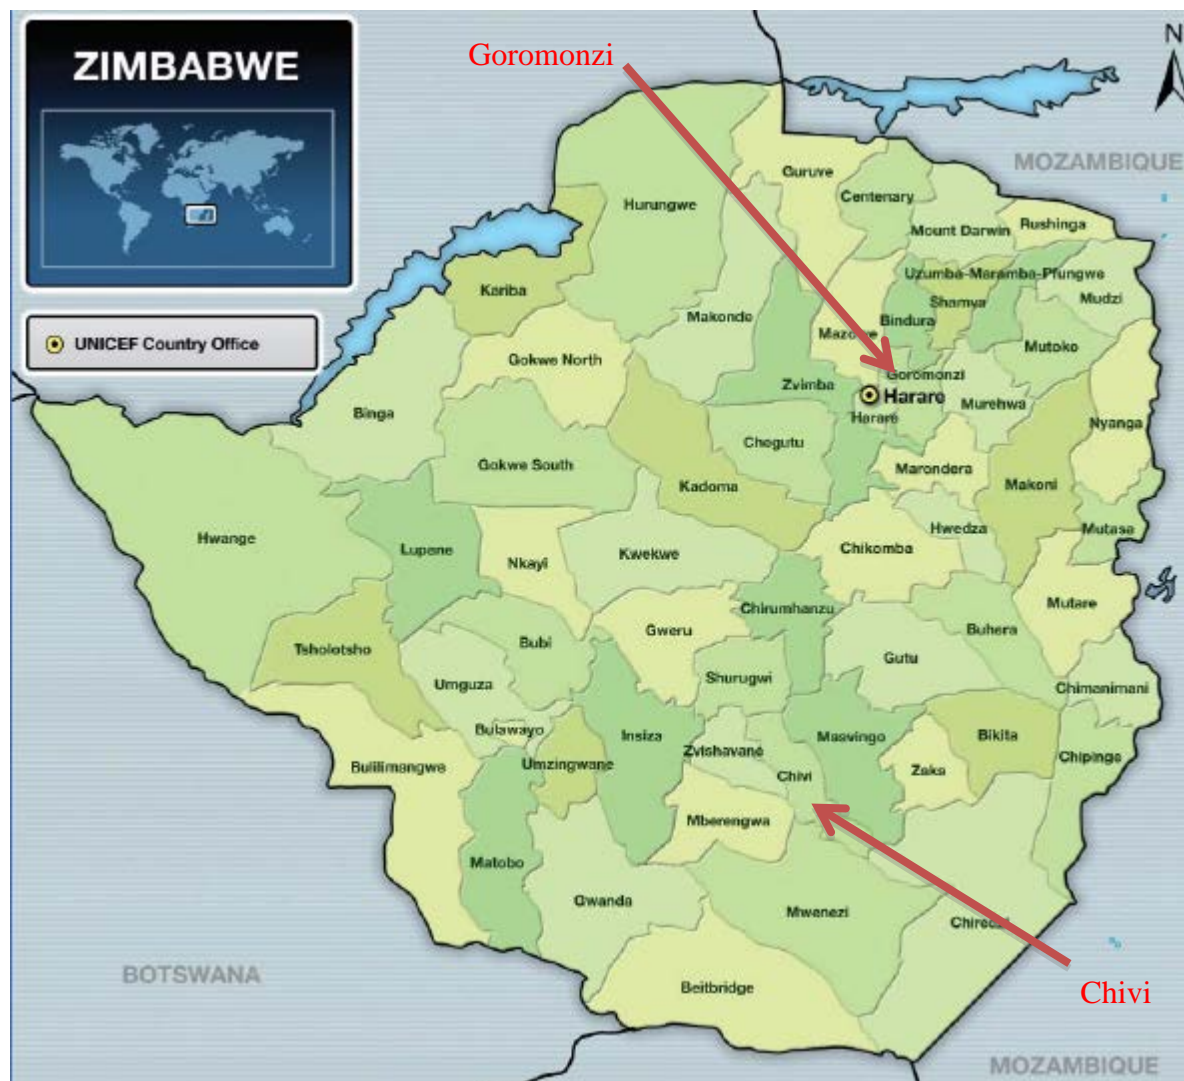 ZIMBABWE
UNICEF Country Office
Goromonzi
N
MOZAMBIQUE
Guruve
Centenary
Hurungwe
Mount Darwin
Rushinga
Uzumba-Maramba-Pfungwe
Kariba
Shamva
Mudzi
Makonde
Bindura
Mazowe
Mutoko
Gokwe North
Goromonzi
Zvimba
Harare
Murehwa
Binga
Harare
Nyanga
Chegutu
Gokwe South
Marondera
Kadoma
Makoni
Hwange
Hwedza
Mutasa
Lupane
Nkayi
Kwekwe
Chikomba
Mutare
Chirumhanzu
Gweru
Buhera
Tsholotsho
Bubi
Gutu
Umguza
Shurugwi
Chimanimani
Bulawayo
Insiza
Zvishavane
Masvingo
Bikita
Chipinge
Bulilimangwe
Umzingwane
Chivi
Zaka
Mberengwa
Matobo
Gwanda
Mwenezi
Chiredzi
BOTSWANA
Beitbridge
Chivi
MOZAMBIQUE